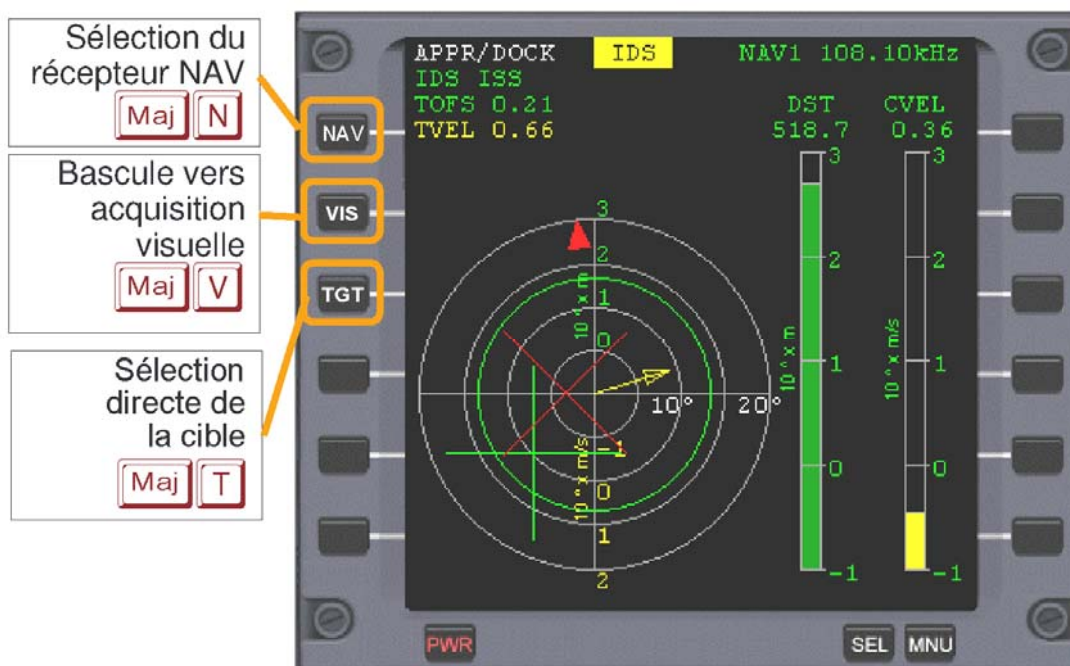 Sélection du
récepteur NAV
Maj N
Bascule vers
acquisition
visuelle
Maj V
Sélection
directe de
la cible
Maj T
NAV
VIS
TGT
APPR/DOCK IDS NAV1 108.10kHz
IDS ISS
TOFS 0.21
TVEL 0.66
DST CVEL
518.7 0.36
3
2
1
0
10^x m
10° 20°
-1
0
1
2
10^x m/s
3
2
1
0
-1
10^x m
3
2
1
0
-1
10^x m/s
PWR SEL MNU